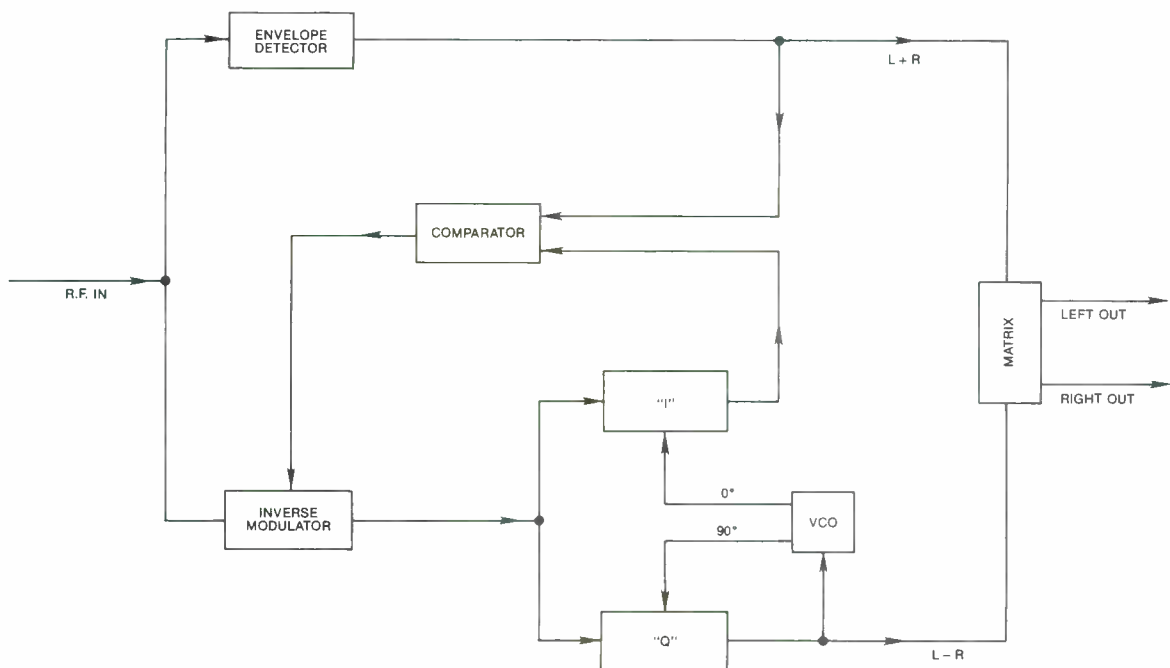 ENVELOPE
DETECTOR
L + R
COMPARATOR
R.F. IN
LEFT OUT
MATRIX
RIGHT OUT
"I"
0°
INVERSE
MODULATOR
VCO
90°
"Q"
L – R